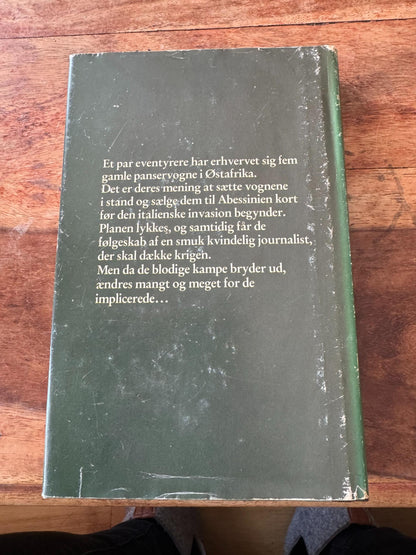 Et par eventyrere har erhvervet sig fem
gamle panservogne i Østafrika.
Det er deres mening at sætte vognene
i stand og sælge dem til Abessinien kort
før den italienske invasion begynder.
Planen lykkes, og samtidig får de
følgeskab af en smuk kvindelig journalist,
der skal dække krigen.
Men da de blodige kampe bryder ud,
ændres mangt og meget for de
implicerede...